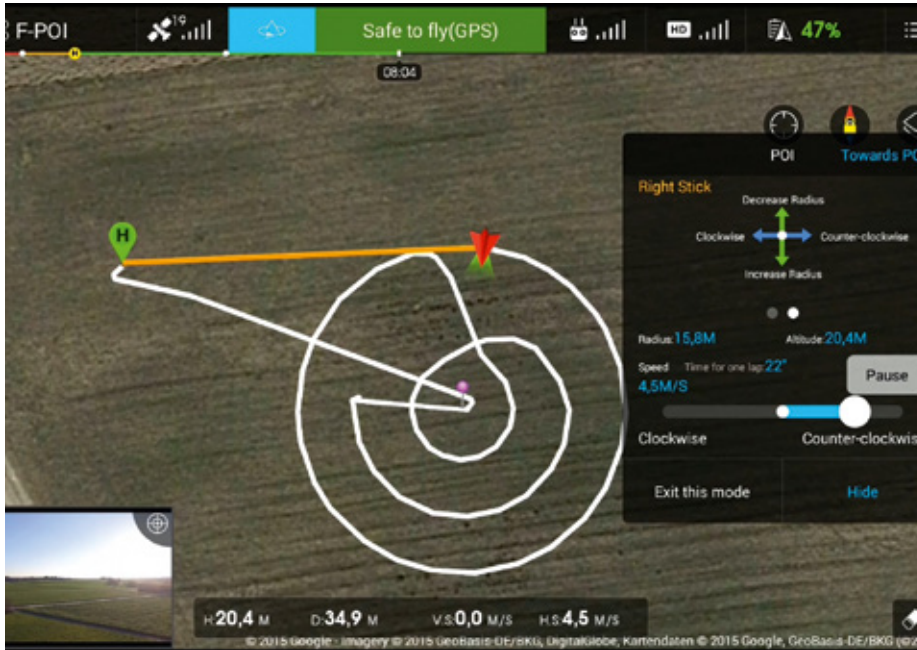 F-POI
19
Safe to fly(GPS)
HD
47%
H
08:04
POI
Towards PO
Right Stick
Decrease Radius
Clockwise
Counter-clockwise
Increase Radius
H
Radius:15,8M
Altitude:20,4M
Speed Time for one lap:22"
4,5M/S
Pause
Clockwise
Counter-clockwis
Exit this mode
Hide
H:20,4 M D:34,9 M V.S:0,0 M/S H.S:4,5 M/S
© 2015 Google - Imagery © 2015 GeoBasis-DE/BKG, DigitalGlobe, Kartendaten © 2015 Google, GeoBasis-DE/BKG (©2